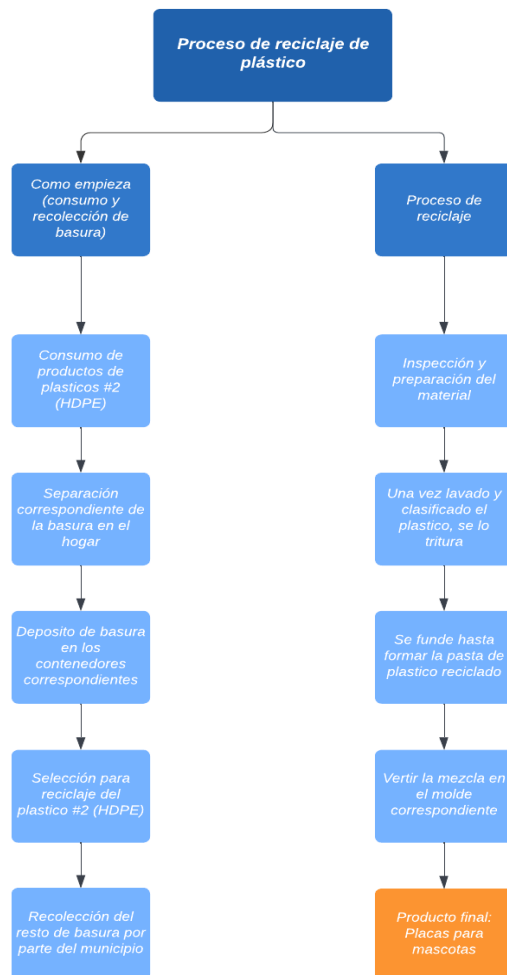 Proceso de reciclaje de
plástico
Como empieza
(consumo y
recolección de
basura)
Consumo de
productos de
plasticos #2
(HDPE)
Separación
correspondiente de
la basura en el
hogar
Deposito de basura
en los
contenedores
correspondientes
Selección para
reciclaje del
plastico #2 (HDPE)
Recolección del
resto de basura por
parte del municipio
Proceso de
reciclaje
Inspección y
preparación del
material
Una vez lavado y
clasificado el
plastico, se lo
tritura
Se funde hasta
formar la pasta de
plastico reciclado
Vertir la mezcla en
el molde
correspondiente
Producto final:
Placas para
mascotas